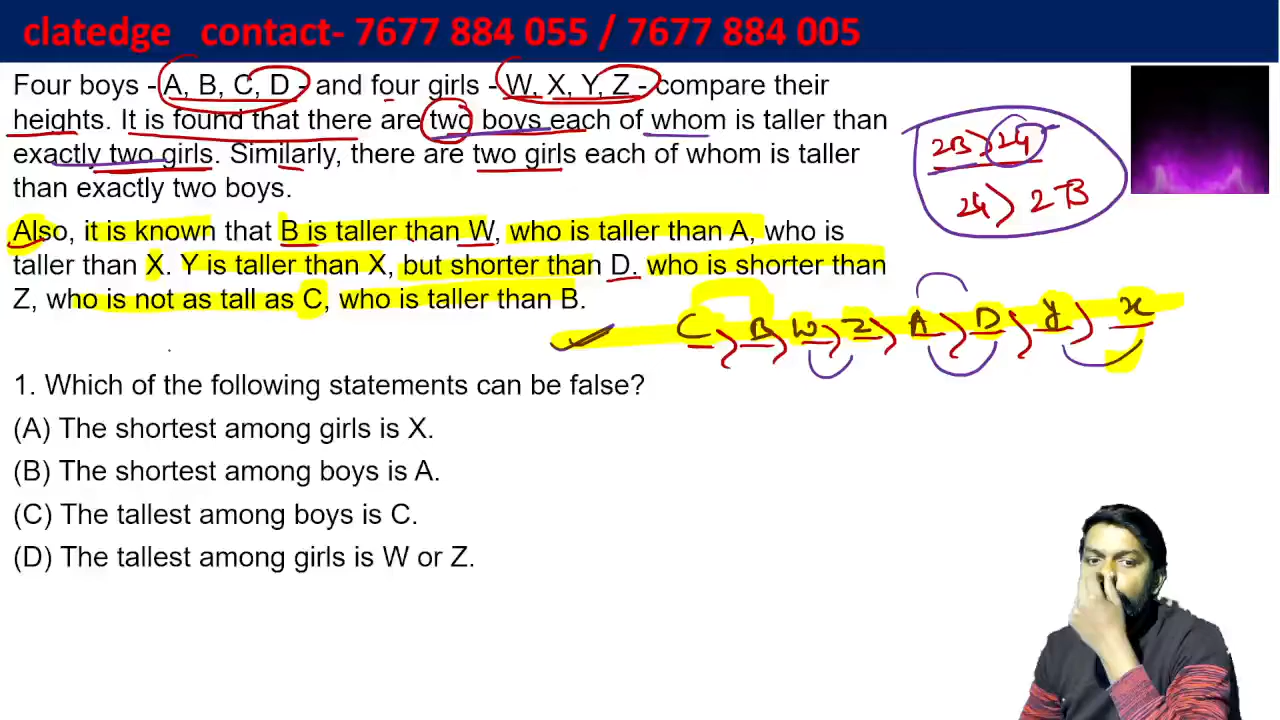 clatedge contact- 7677 884 055 / 7677 884 005
Four boys - A, B, C, D - and four girls - W, X, Y, Z - compare their
heights. It is found that there are two boys each of whom is taller than
exactly two girls. Similarly, there are two girls each of whom is taller
than exactly two boys.
2B > 2G
2G > 2B
Also, it is known that B is taller than W, who is taller than A, who is
taller than X. Y is taller than X, but shorter than D. who is shorter than
Z, who is not as tall as C, who is taller than B.
C > B > W > Z > A > D > Y > x
1. Which of the following statements can be false?
(A) The shortest among girls is X.
(B) The shortest among boys is A.
(C) The tallest among boys is C.
(D) The tallest among girls is W or Z.